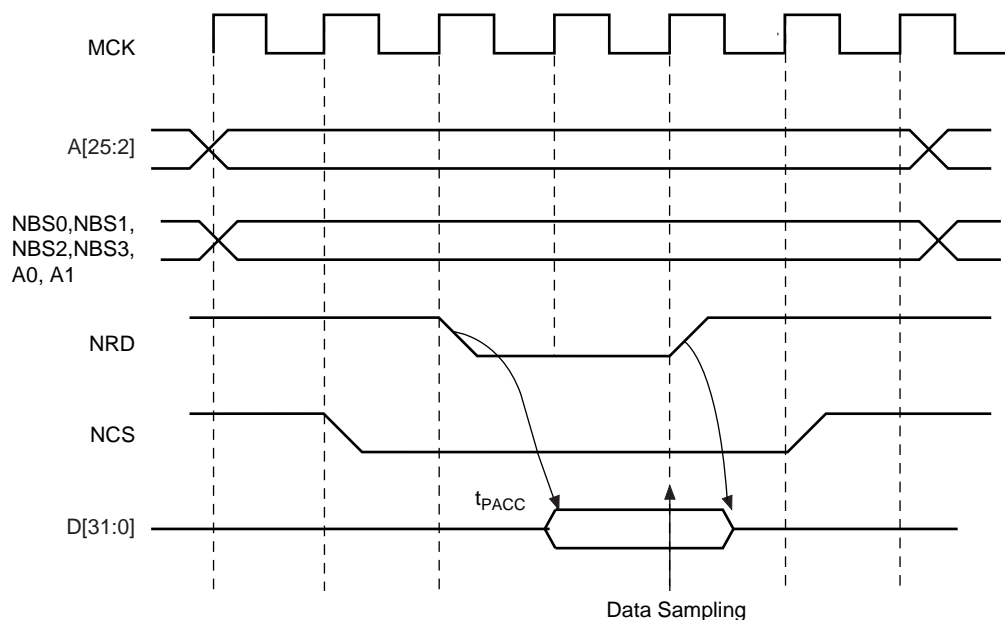 MCK
A[25:2]
NBS0,NBS1,
NBS2,NBS3,
A0, A1
NRD
NCS
tPACC
D[31:0]
Data Sampling